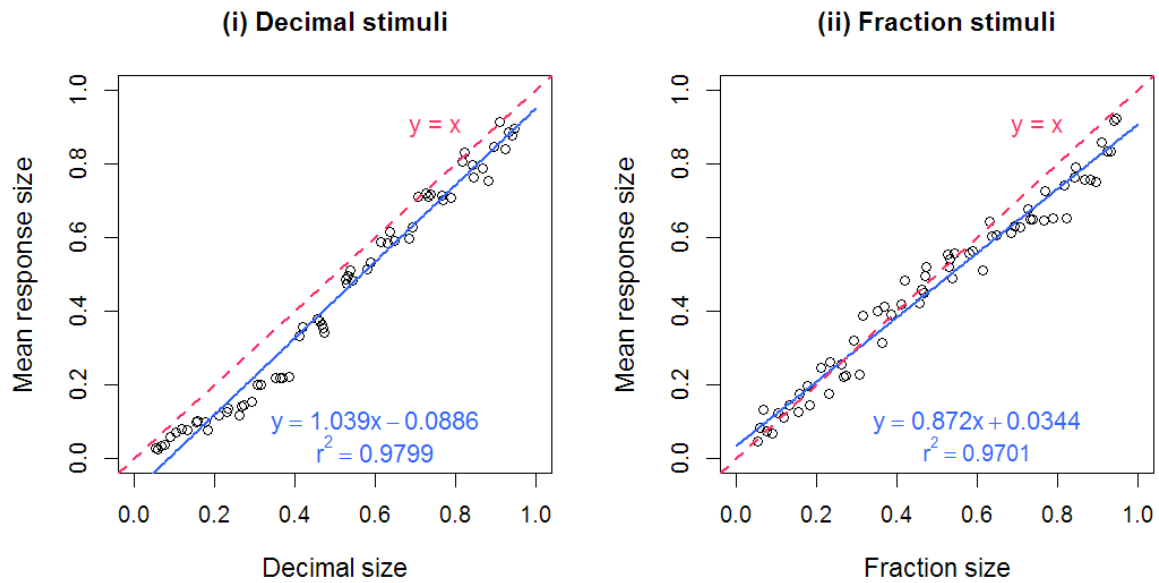 (i) Decimal stimuli
Mean response size
1.0
0.8
0.6
0.4
0.2
0.0
y = x
y = 1.039x − 0.0886
r² = 0.9799
0.0 0.2 0.4 0.6 0.8 1.0
Decimal size
(ii) Fraction stimuli
Mean response size
1.0
0.8
0.6
0.4
0.2
0.0
y = x
y = 0.872x + 0.0344
r² = 0.9701
0.0 0.2 0.4 0.6 0.8 1.0
Fraction size